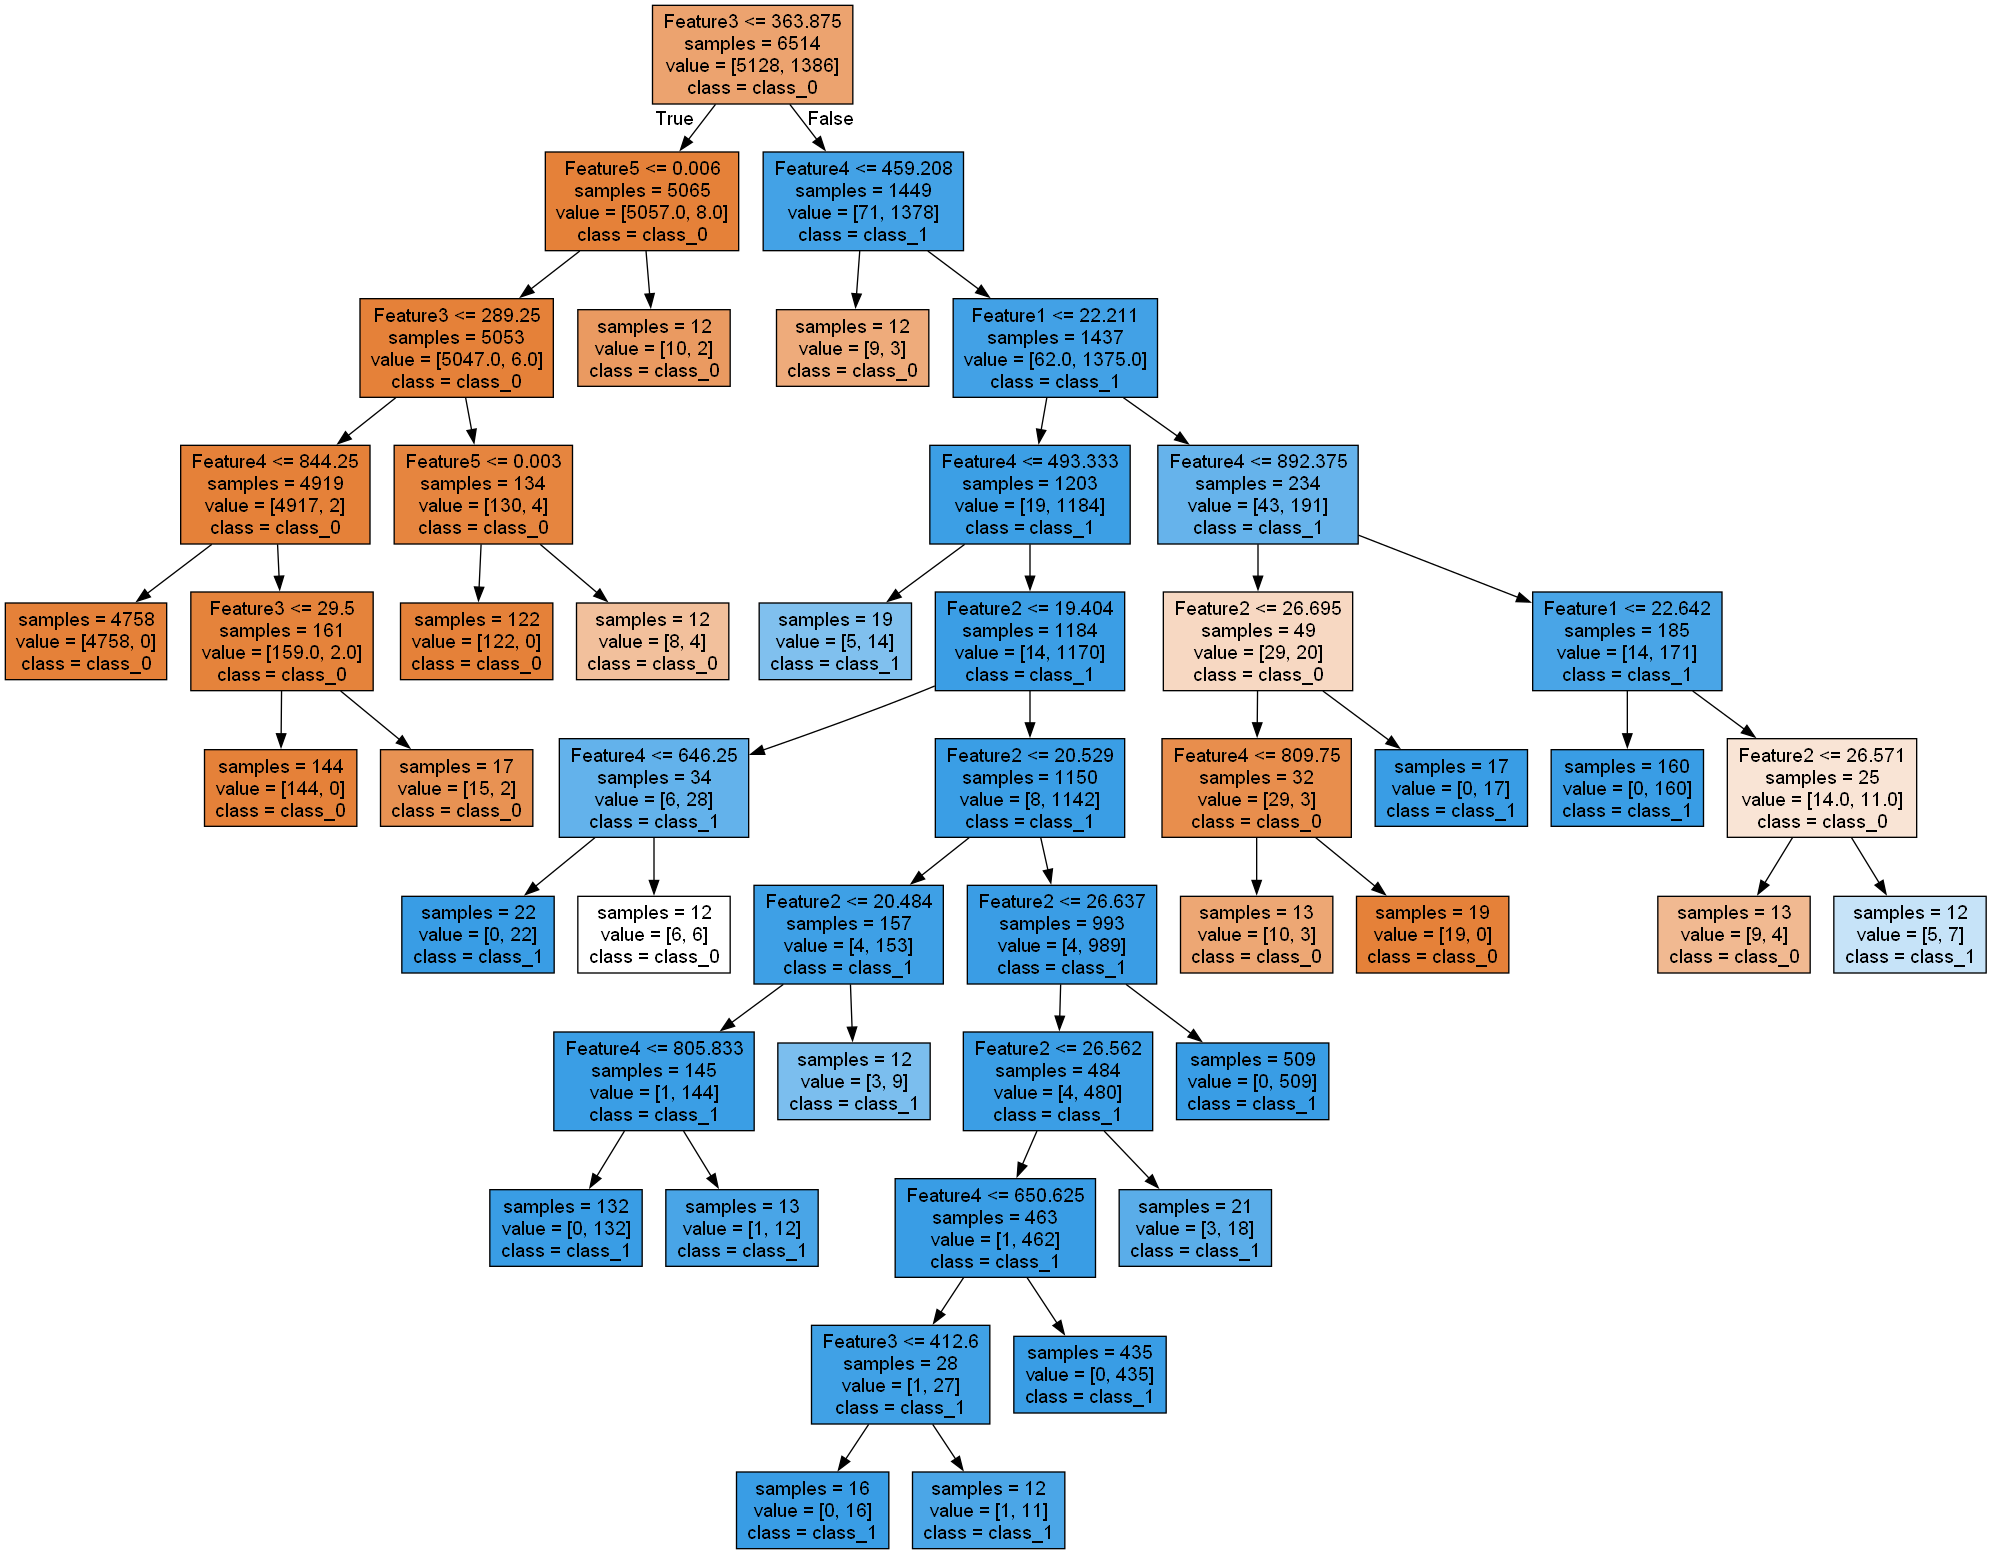 Feature3 <= 363.875
samples = 6514
value = [5128, 1386]
class = class_0
True
False
Feature5 <= 0.006
samples = 5065
value = [5057.0, 8.0]
class = class_0
Feature4 <= 459.208
samples = 1449
value = [71, 1378]
class = class_1
Feature3 <= 289.25
samples = 5053
value = [5047.0, 6.0]
class = class_0
samples = 12
value = [10, 2]
class = class_0
samples = 12
value = [9, 3]
class = class_0
Feature1 <= 22.211
samples = 1437
value = [62.0, 1375.0]
class = class_1
Feature4 <= 844.25
samples = 4919
value = [4917, 2]
class = class_0
Feature5 <= 0.003
samples = 134
value = [130, 4]
class = class_0
Feature4 <= 493.333
samples = 1203
value = [19, 1184]
class = class_1
Feature4 <= 892.375
samples = 234
value = [43, 191]
class = class_1
samples = 4758
value = [4758, 0]
class = class_0
Feature3 <= 29.5
samples = 161
value = [159.0, 2.0]
class = class_0
samples = 122
value = [122, 0]
class = class_0
samples = 12
value = [8, 4]
class = class_0
samples = 19
value = [5, 14]
class = class_1
Feature2 <= 19.404
samples = 1184
value = [14, 1170]
class = class_1
Feature2 <= 26.695
samples = 49
value = [29, 20]
class = class_0
Feature1 <= 22.642
samples = 185
value = [14, 171]
class = class_1
samples = 144
value = [144, 0]
class = class_0
samples = 17
value = [15, 2]
class = class_0
Feature4 <= 646.25
samples = 34
value = [6, 28]
class = class_1
Feature2 <= 20.529
samples = 1150
value = [8, 1142]
class = class_1
Feature4 <= 809.75
samples = 32
value = [29, 3]
class = class_0
samples = 17
value = [0, 17]
class = class_1
samples = 160
value = [0, 160]
class = class_1
Feature2 <= 26.571
samples = 25
value = [14.0, 11.0]
class = class_0
samples = 22
value = [0, 22]
class = class_1
samples = 12
value = [6, 6]
class = class_0
Feature2 <= 20.484
samples = 157
value = [4, 153]
class = class_1
Feature2 <= 26.637
samples = 993
value = [4, 989]
class = class_1
samples = 13
value = [10, 3]
class = class_0
samples = 19
value = [19, 0]
class = class_0
samples = 13
value = [9, 4]
class = class_0
samples = 12
value = [5, 7]
class = class_1
Feature4 <= 805.833
samples = 145
value = [1, 144]
class = class_1
samples = 12
value = [3, 9]
class = class_1
Feature2 <= 26.562
samples = 484
value = [4, 480]
class = class_1
samples = 509
value = [0, 509]
class = class_1
samples = 132
value = [0, 132]
class = class_1
samples = 13
value = [1, 12]
class = class_1
Feature4 <= 650.625
samples = 463
value = [1, 462]
class = class_1
samples = 21
value = [3, 18]
class = class_1
Feature3 <= 412.6
samples = 28
value = [1, 27]
class = class_1
samples = 435
value = [0, 435]
class = class_1
samples = 16
value = [0, 16]
class = class_1
samples = 12
value = [1, 11]
class = class_1